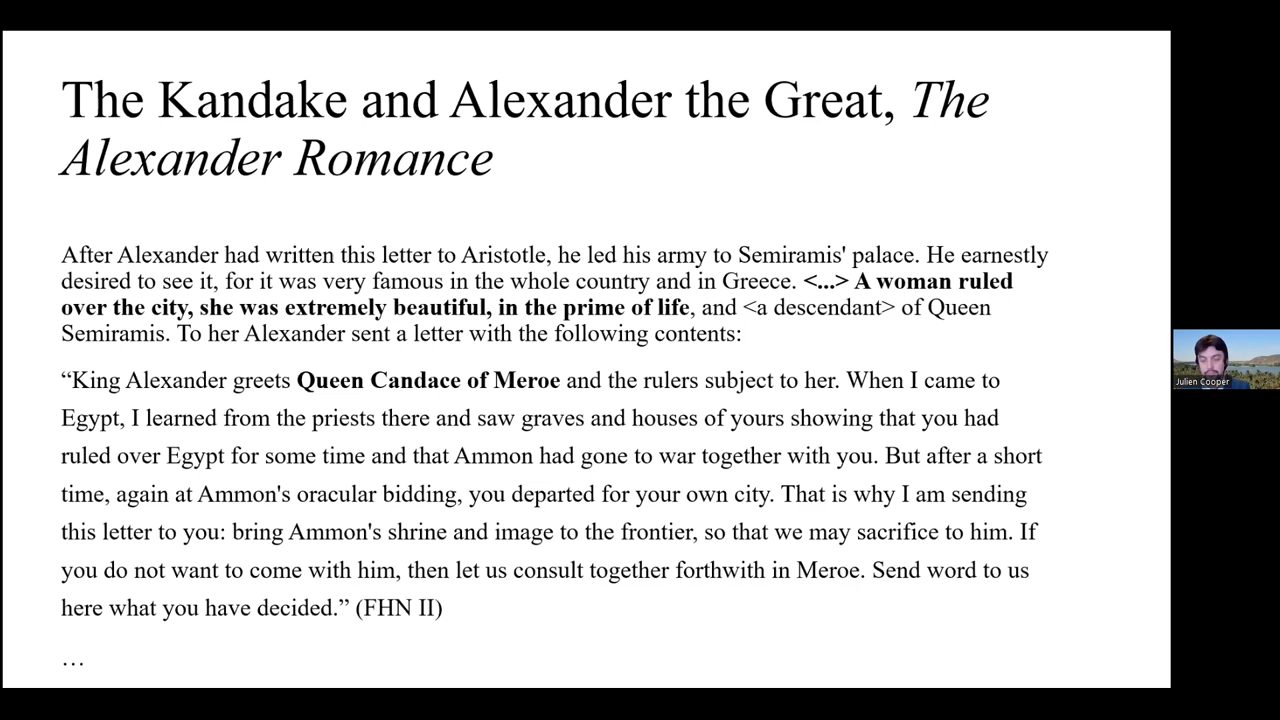 The Kandake and Alexander the Great, The
Alexander Romance
After Alexander had written this letter to Aristotle, he led his army to Semiramis' palace. He earnestly
desired to see it, for it was very famous in the whole country and in Greece. <...> A woman ruled
over the city, she was extremely beautiful, in the prime of life, and <a descendant> of Queen
Semiramis. To her Alexander sent a letter with the following contents:
“King Alexander greets Queen Candace of Meroe and the rulers subject to her. When I came to
Egypt, I learned from the priests there and saw graves and houses of yours showing that you had
ruled over Egypt for some time and that Ammon had gone to war together with you. But after a short
time, again at Ammon's oracular bidding, you departed for your own city. That is why I am sending
this letter to you: bring Ammon's shrine and image to the frontier, so that we may sacrifice to him. If
you do not want to come with him, then let us consult together forthwith in Meroe. Send word to us
here what you have decided.” (FHN II)
…
Julien Cooper